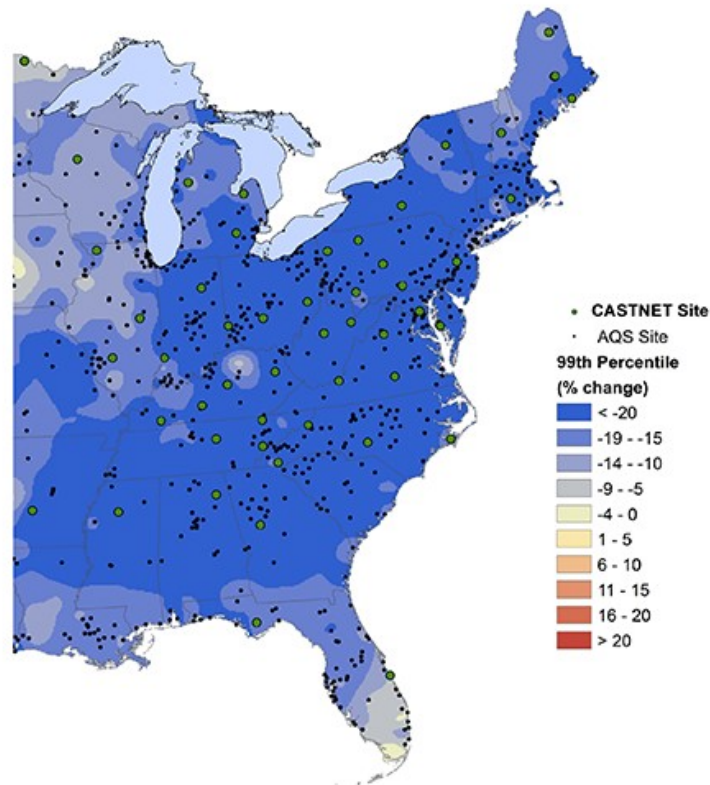 CASTNET Site
AQS Site
99th Percentile
(% change)
< -20
-19 - -15
-14 - -10
-9 - -5
-4 - 0
1 - 5
6 - 10
11 - 15
16 - 20
> 20